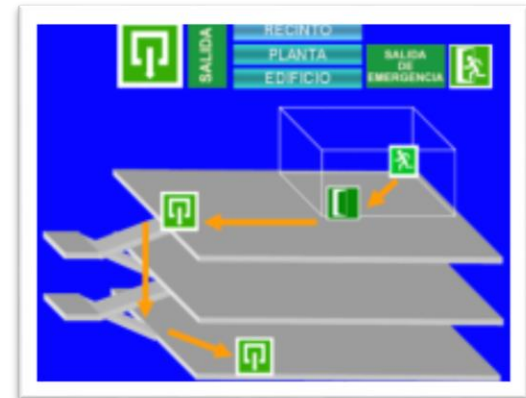 SALIDA
RECINTO
PLANTA
EDIFICIO
SALIDA
DE
EMERGENCIA